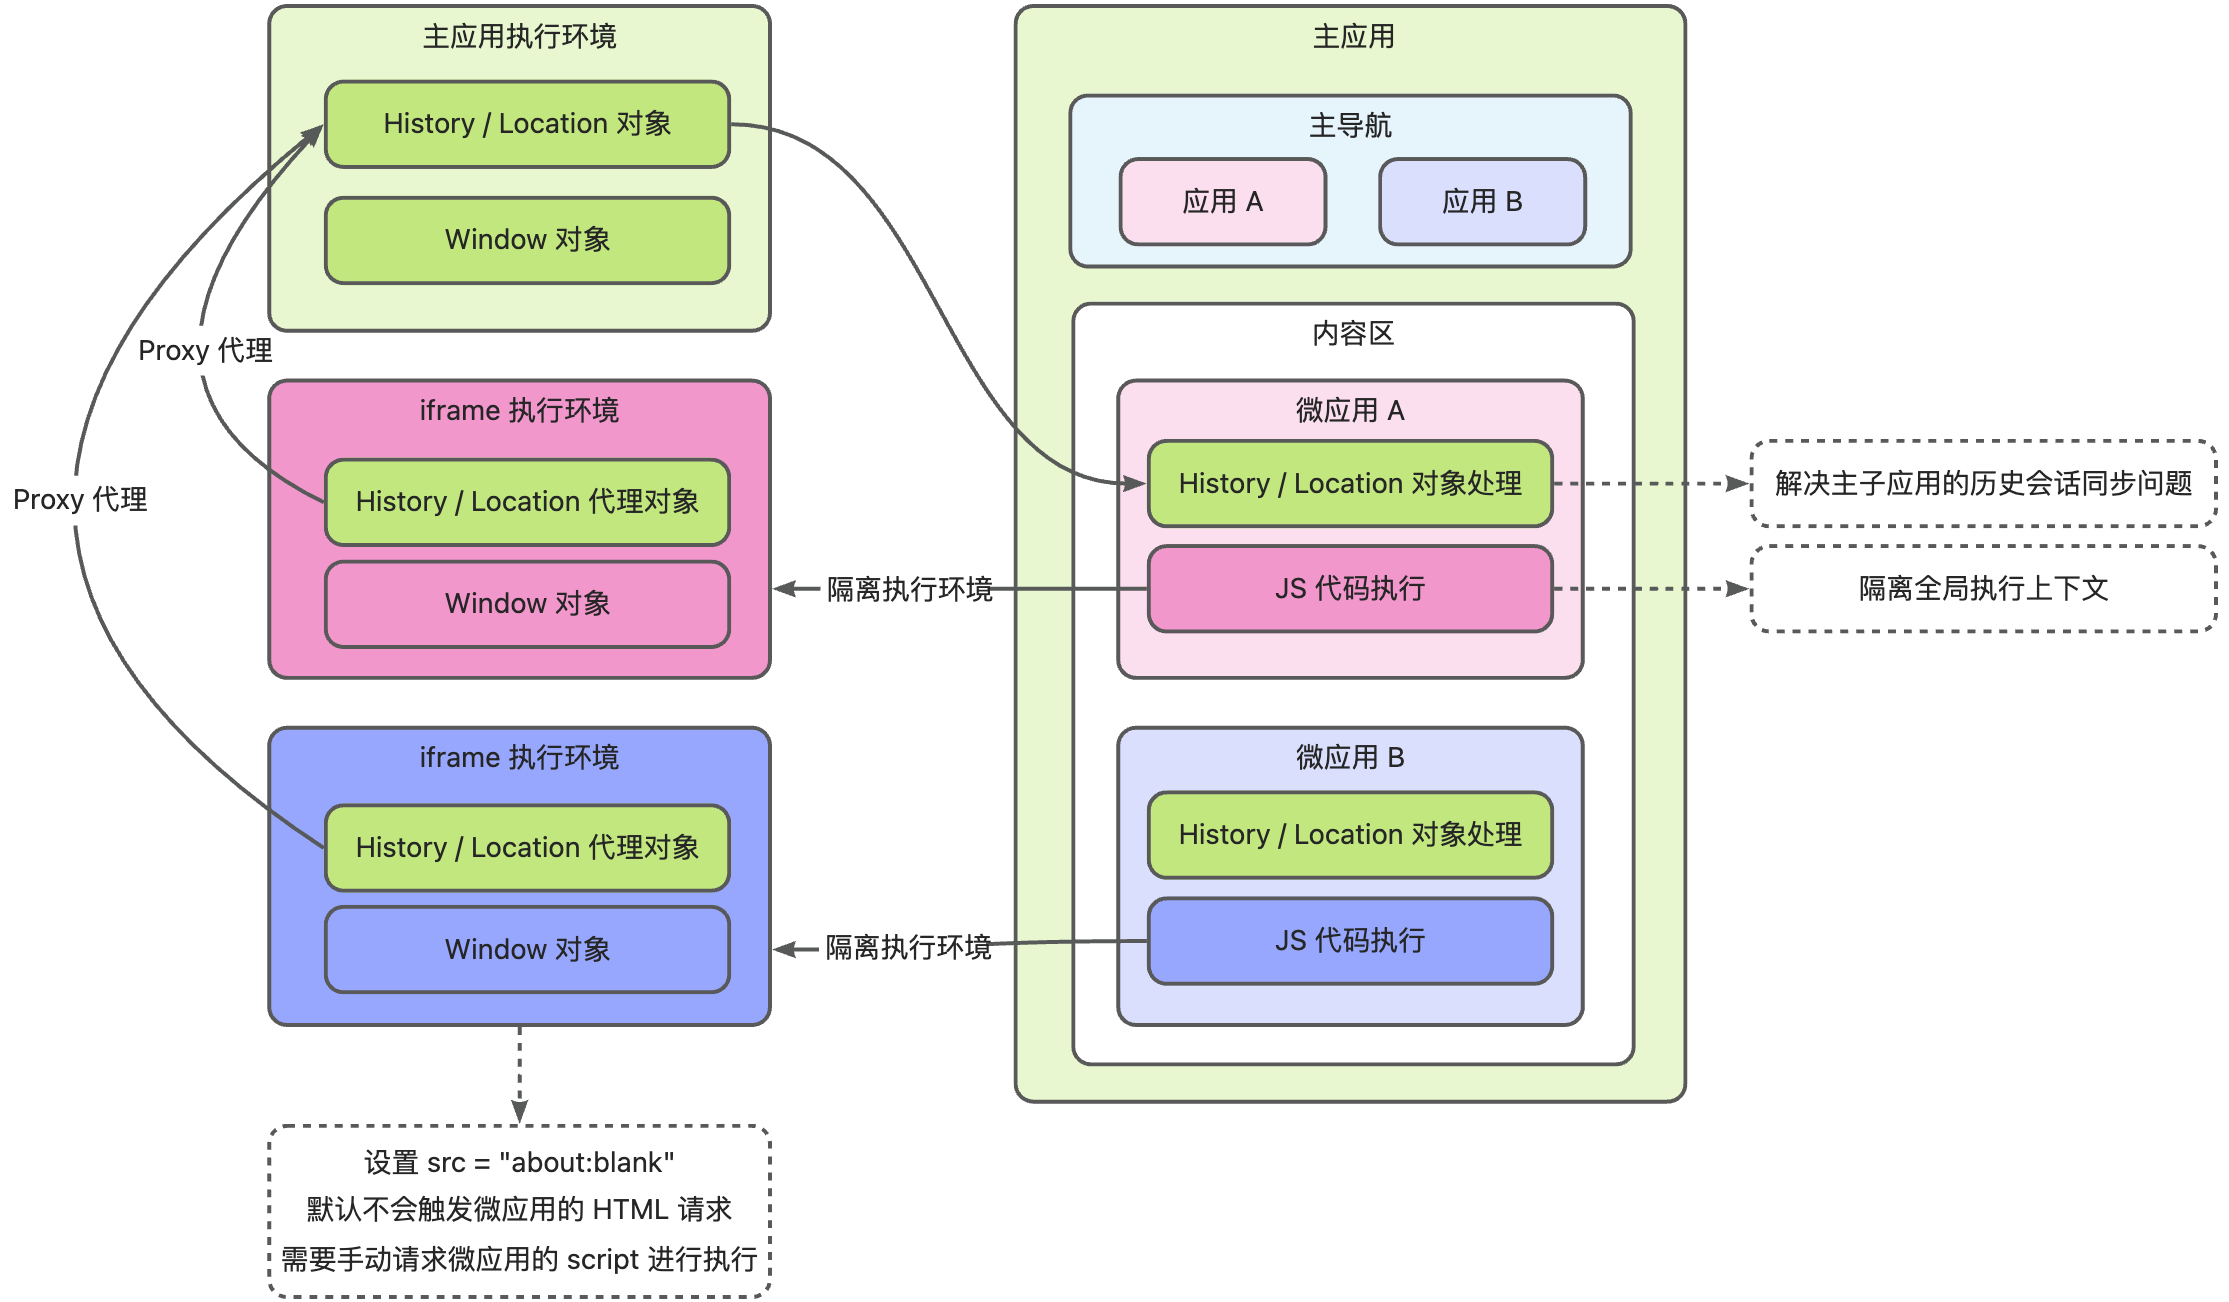 主应用执行环境
History / Location 对象
Window 对象
Proxy 代理
Proxy 代理
iframe 执行环境
History / Location 代理对象
Window 对象
iframe 执行环境
History / Location 代理对象
Window 对象
设置 src = "about:blank"
默认不会触发微应用的 HTML 请求
需要手动请求微应用的 script 进行执行
隔离执行环境
隔离执行环境
主应用
主导航
应用 A
应用 B
内容区
微应用 A
History / Location 对象处理
JS 代码执行
微应用 B
History / Location 对象处理
JS 代码执行
解决主子应用的历史会话同步问题
隔离全局执行上下文